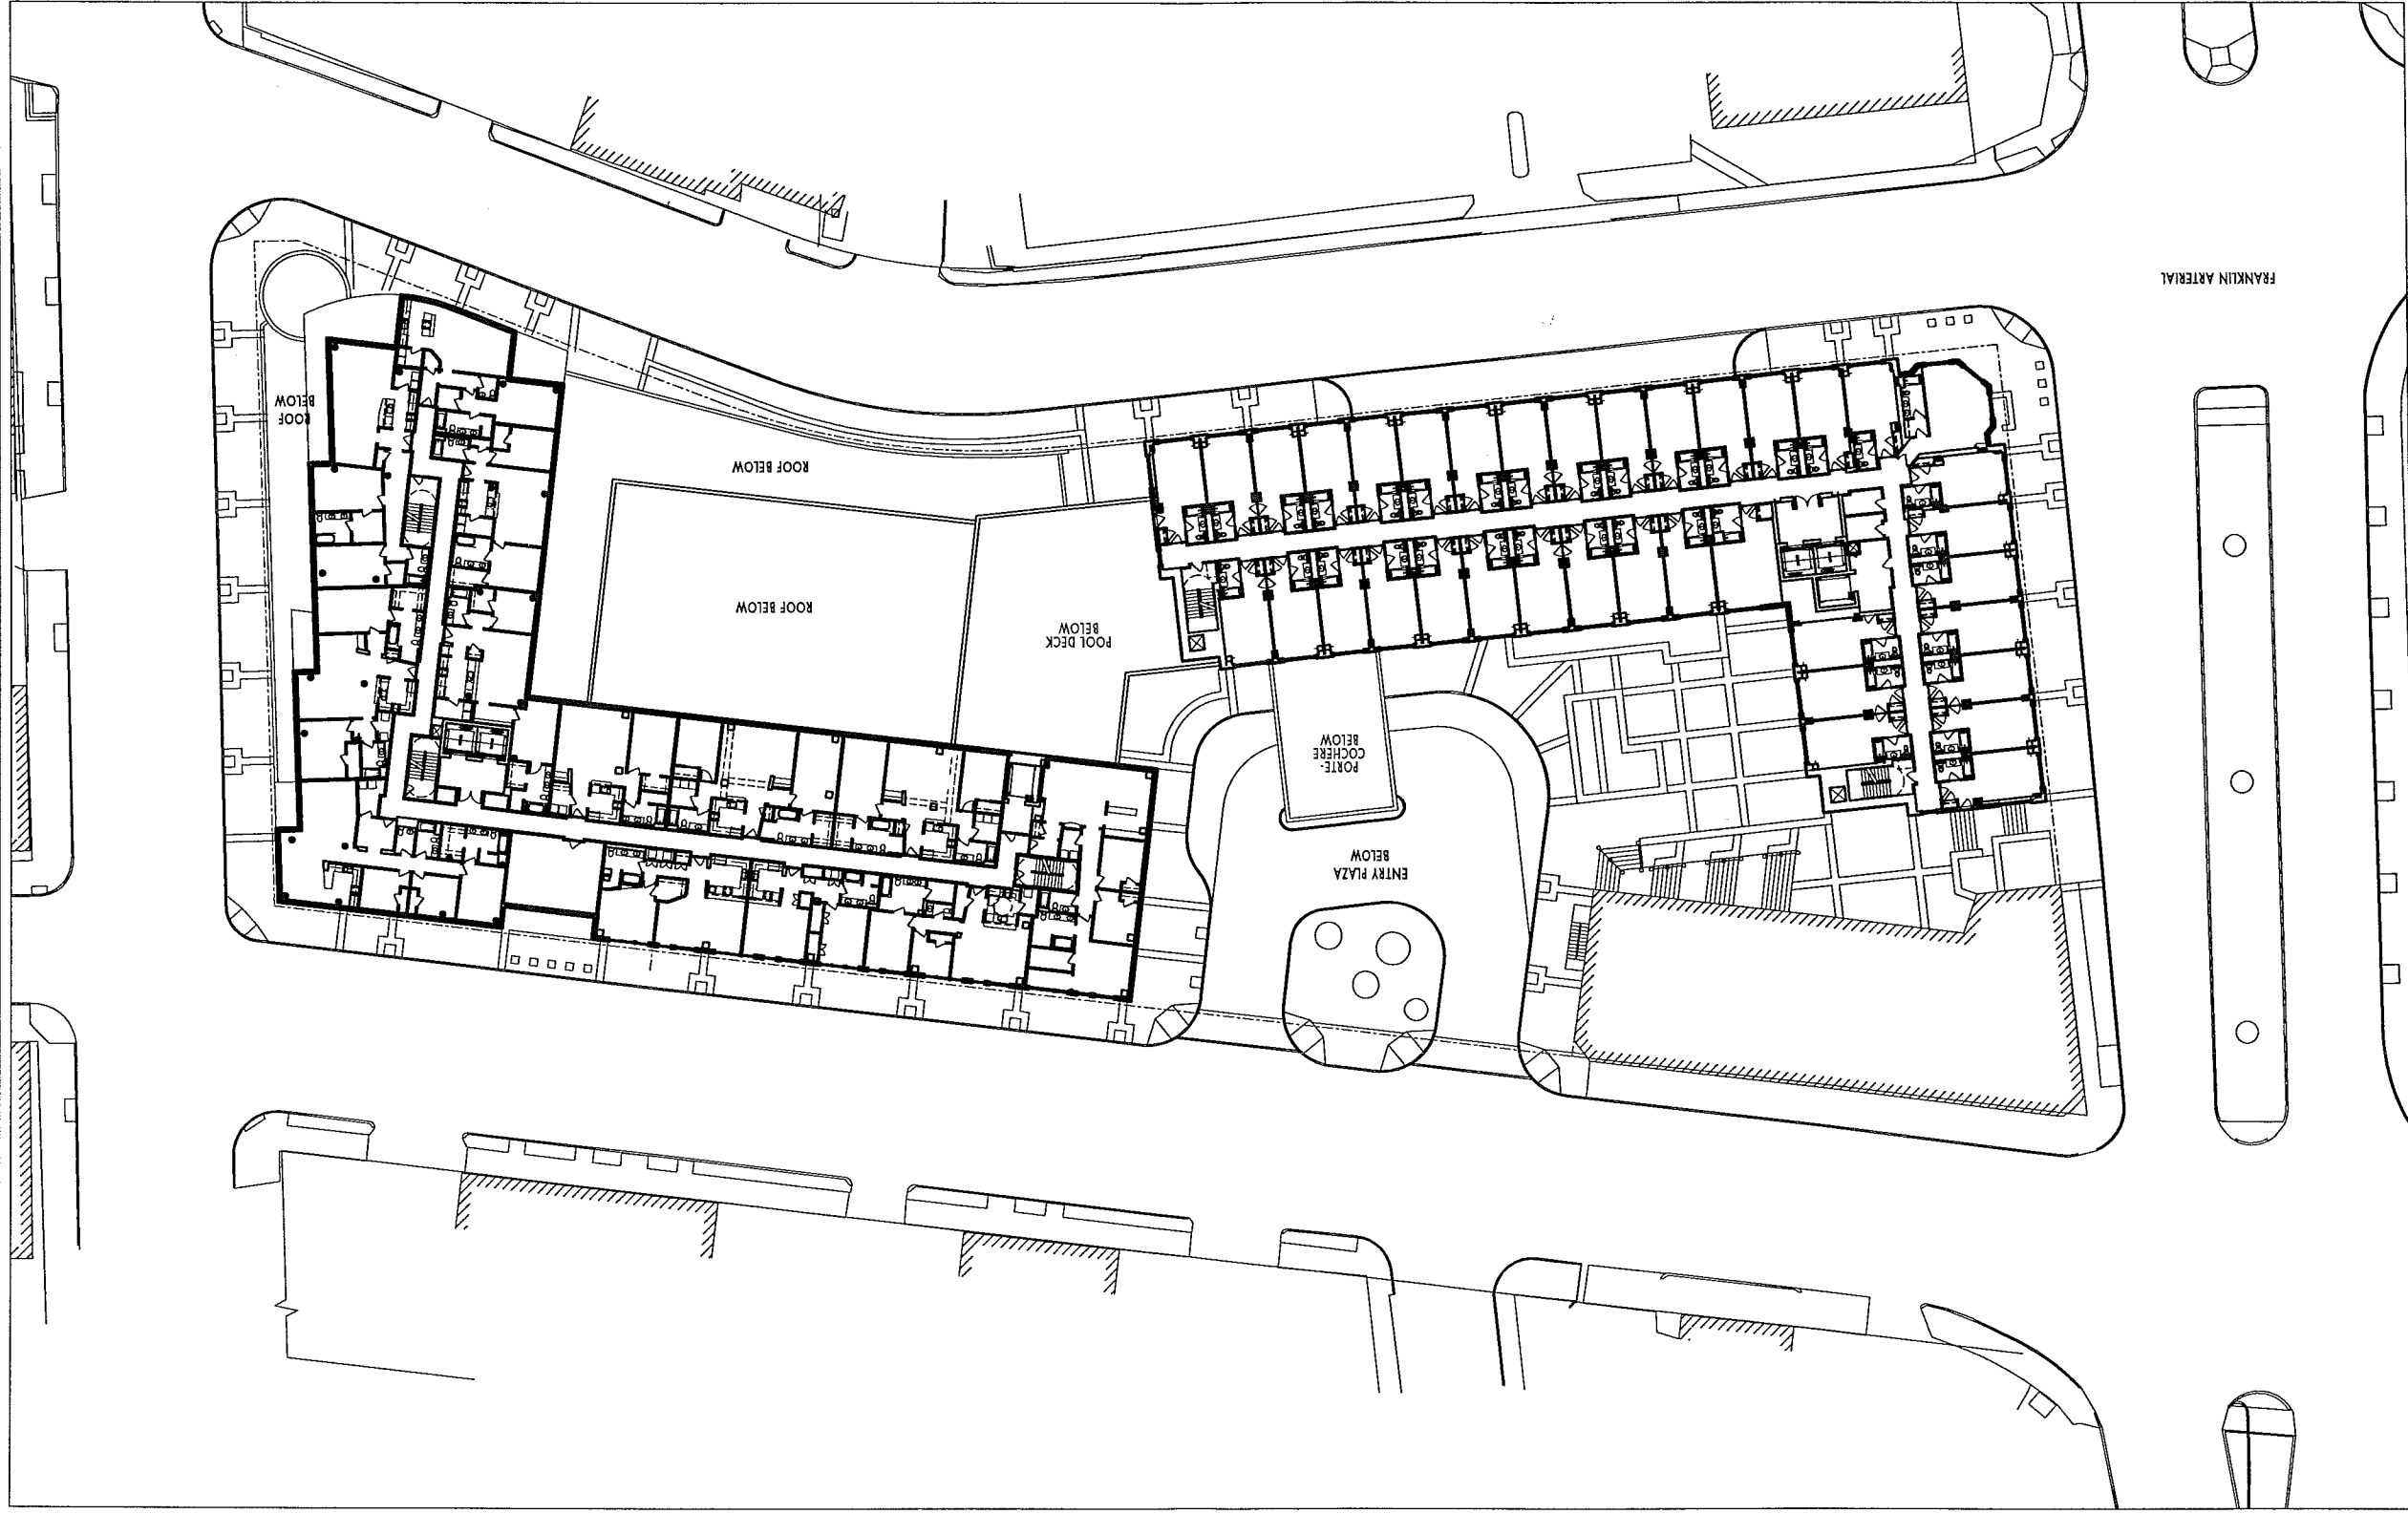 ENTRY PLAZA
BELOW
PORTE-
COCHERE
BELOW
POOL DECK
BELOW
ROOF BELOW
ROOF BELOW
ROOF
BELOW
FRANKLIN ARTERIAL